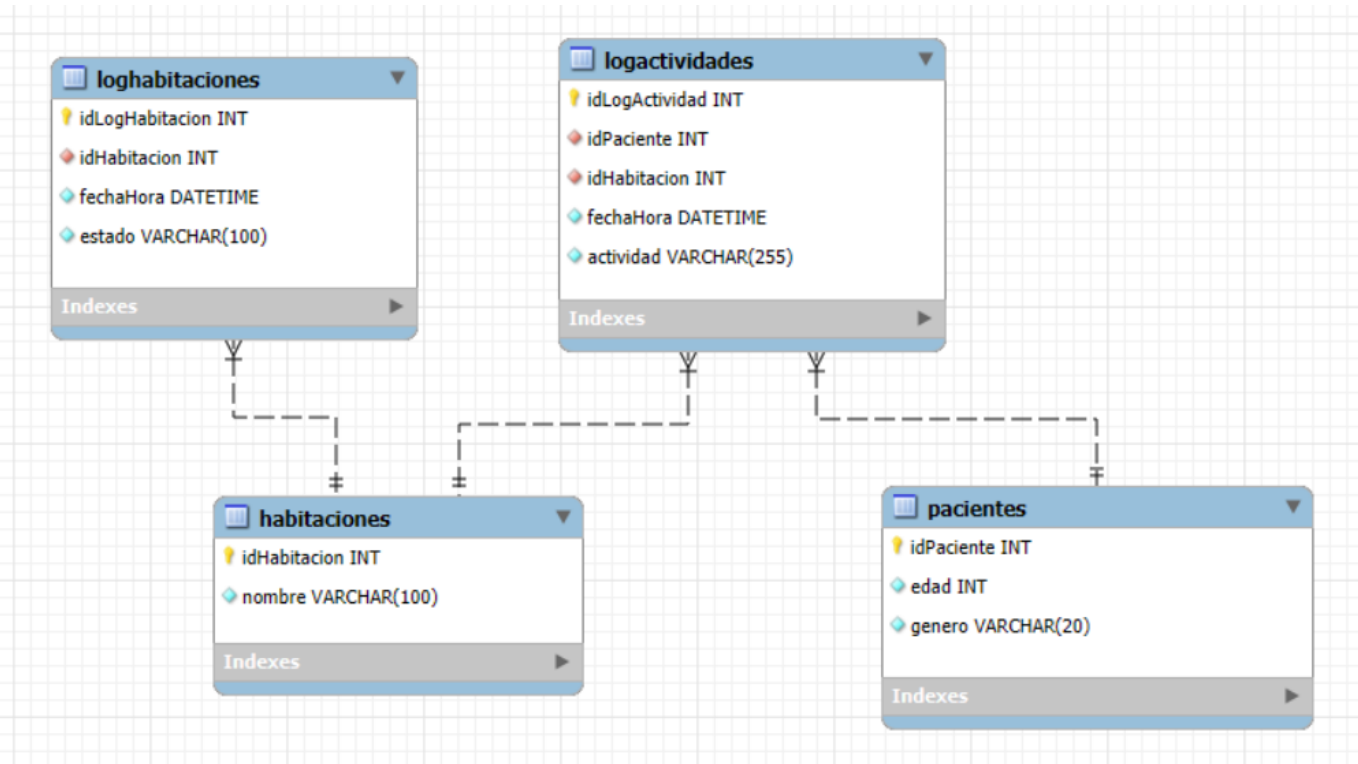 loghabitaciones
idLogHabitacion INT
idHabitacion INT
fechaHora DATETIME
estado VARCHAR(100)
Indexes
logactividades
idLogActividad INT
idPaciente INT
idHabitacion INT
fechaHora DATETIME
actividad VARCHAR(255)
Indexes
habitaciones
idHabitacion INT
nombre VARCHAR(100)
Indexes
pacientes
idPaciente INT
edad INT
genero VARCHAR(20)
Indexes